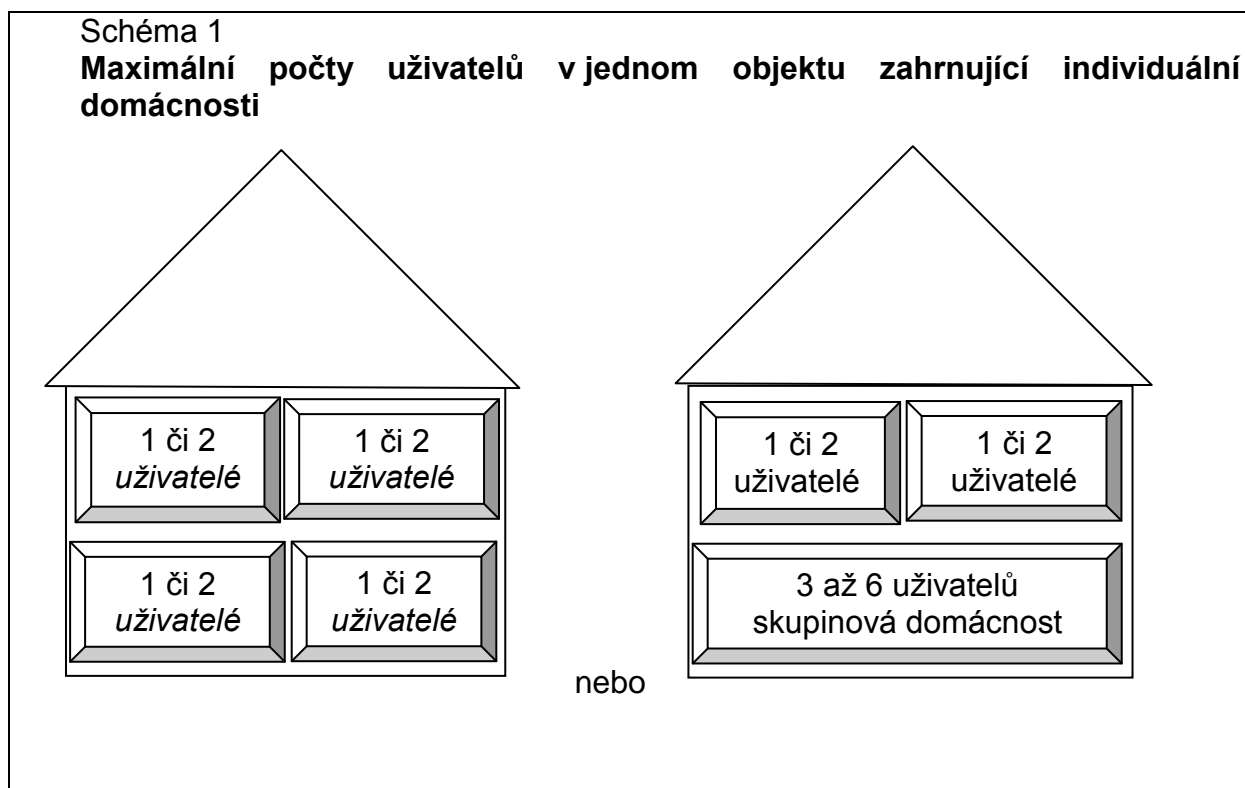 Schéma 1
Maximální počty uživatelů v jednom objektu zahrnující individuální
domácnosti
1 či 2
uživatelé
1 či 2
uživatelé
1 či 2
uživatelé
1 či 2
uživatelé
nebo
1 či 2
uživatelé
1 či 2
uživatelé
3 až 6 uživatelů
skupinová domácnost